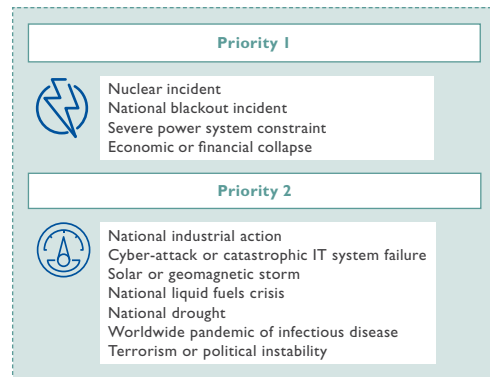 Priority 1
Nuclear incident
National blackout incident
Severe power system constraint
Economic or financial collapse
Priority 2
National industrial action
Cyber-attack or catastrophic IT system failure
Solar or geomagnetic storm
National liquid fuels crisis
National drought
Worldwide pandemic of infectious disease
Terrorism or political instability